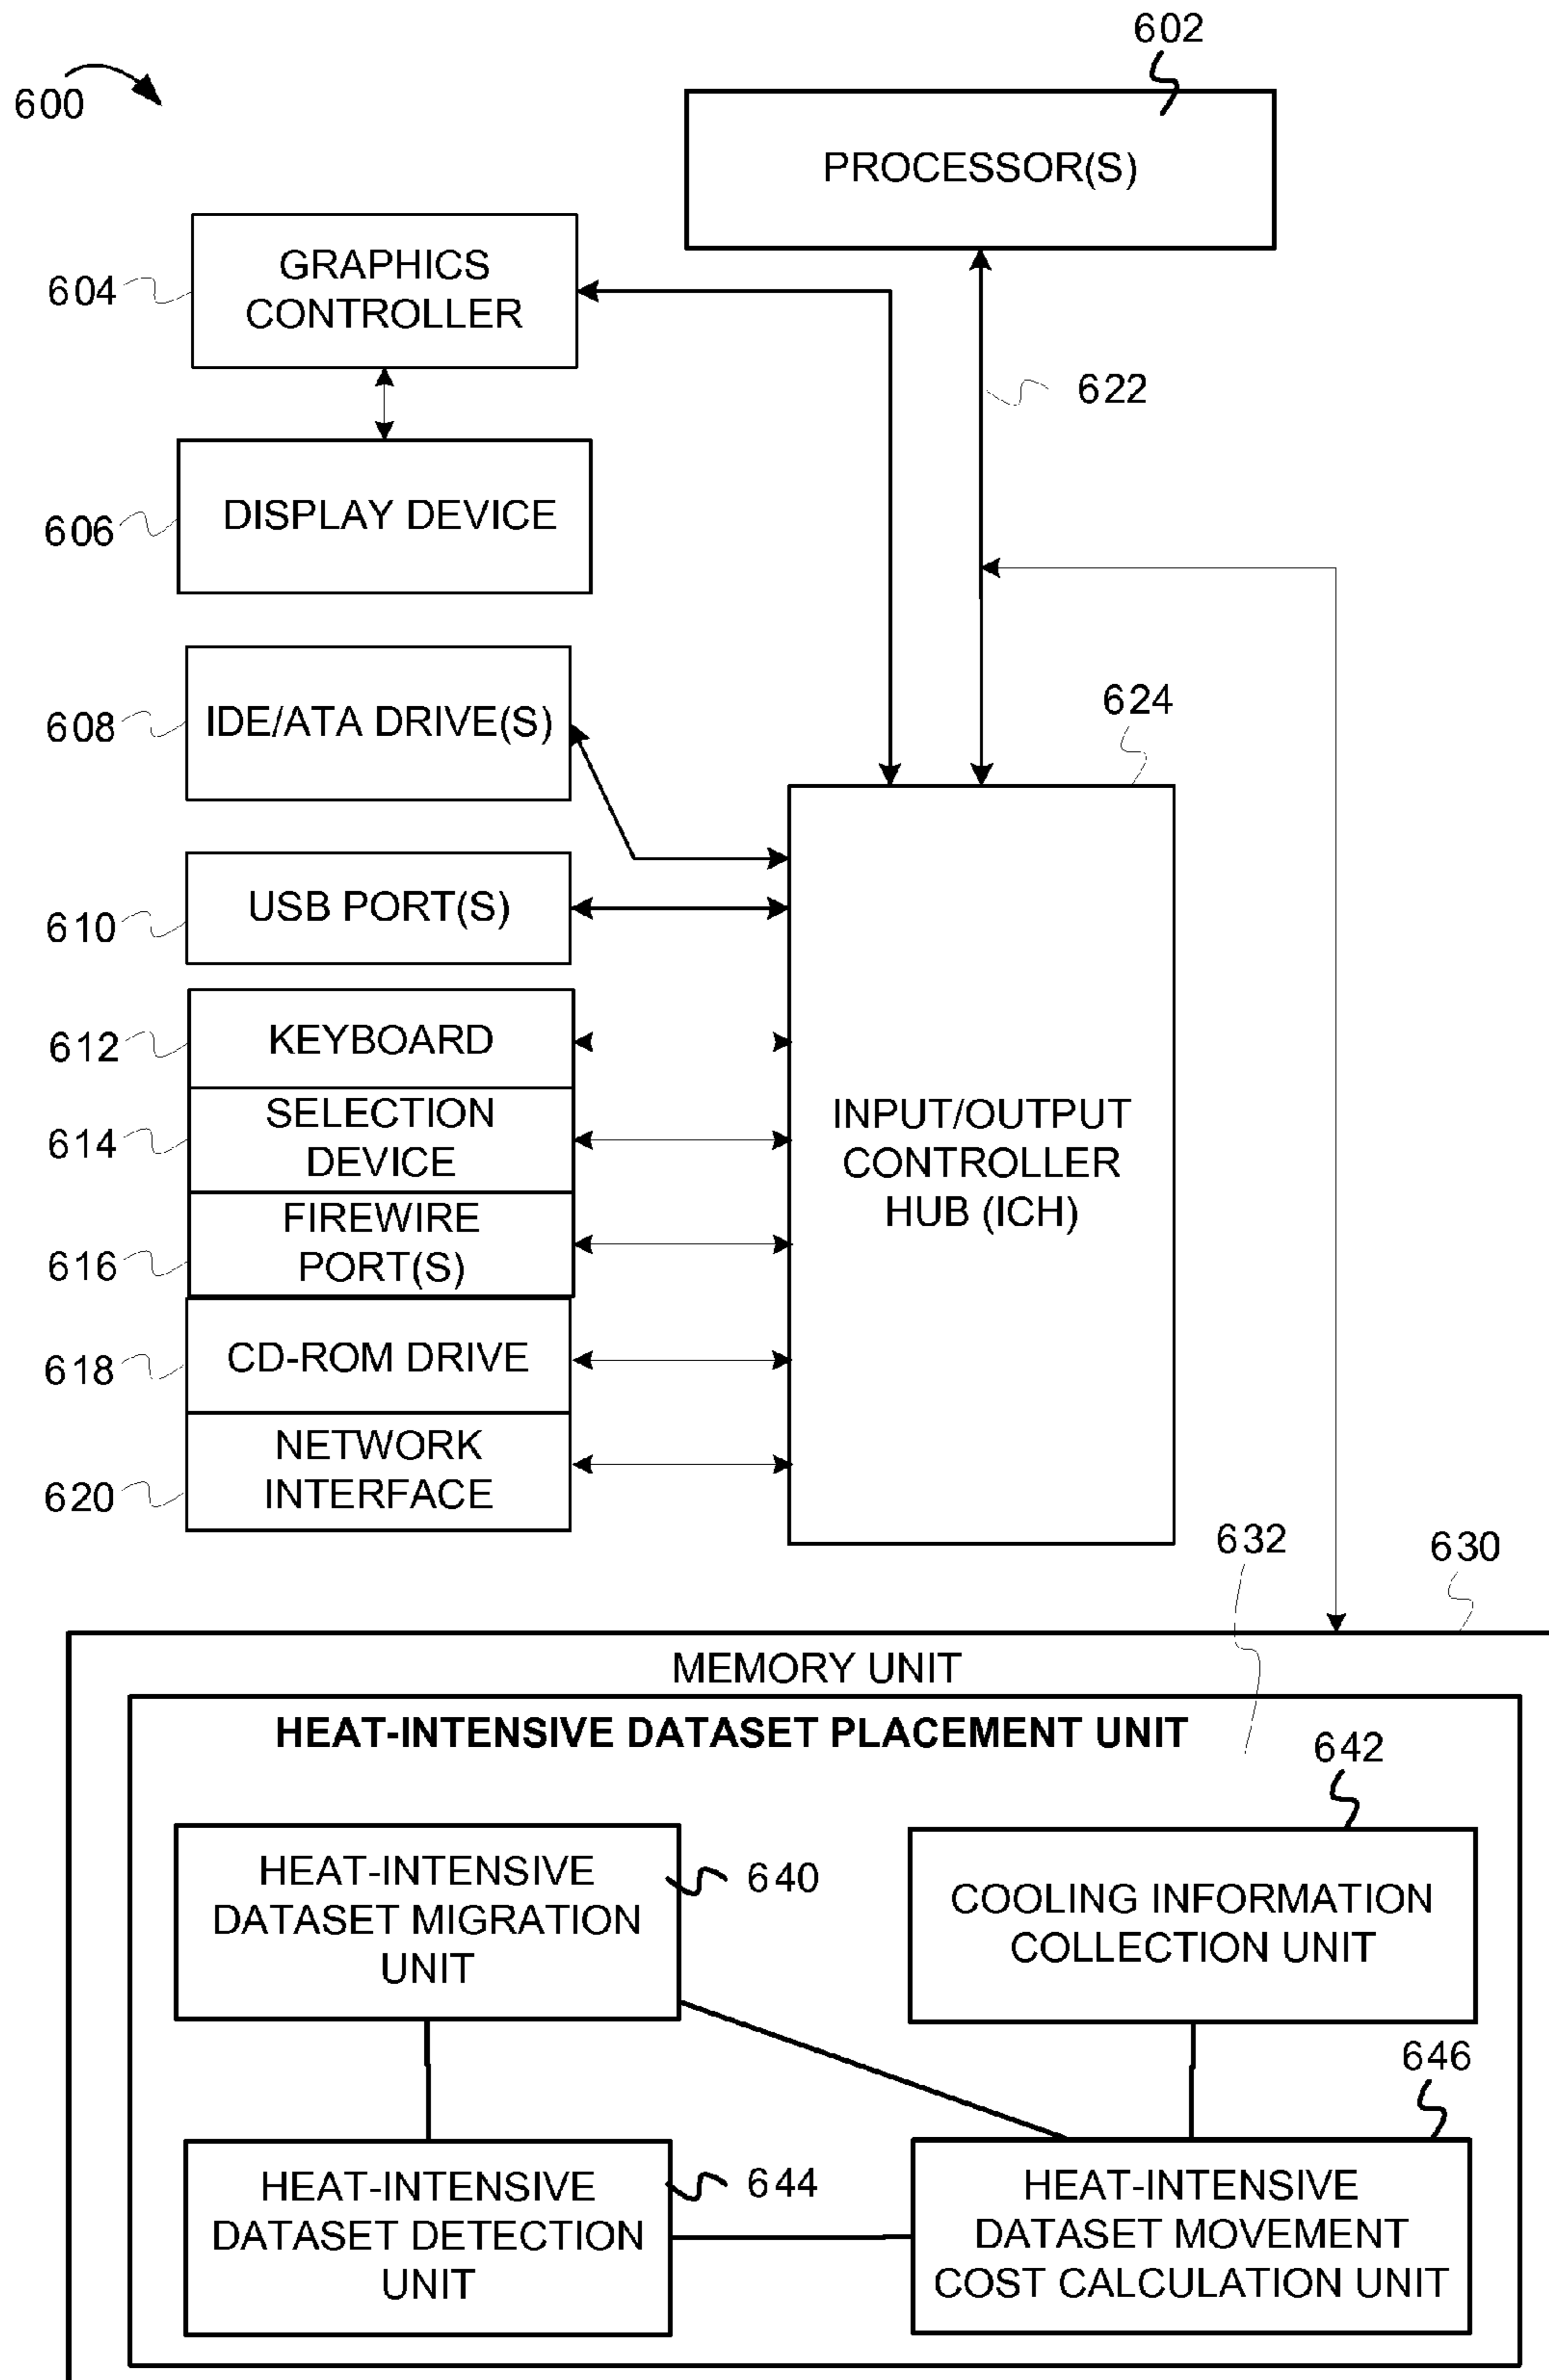 602
600
PROCESSOR(S)
GRAPHICS
CONTROLLER
604
622
DISPLAY DEVICE
606
IDE/ATA DRIVE(S)
608
624
USB PORT(S)
610
KEYBOARD
612
SELECTION
DEVICE
614
FIREWIRE
PORT(S)
616
CD-ROM DRIVE
618
NETWORK
INTERFACE
620
INPUT/OUTPUT
CONTROLLER
HUB (ICH)
632
630
MEMORY UNIT
HEAT-INTENSIVE DATASET PLACEMENT UNIT
642
HEAT-INTENSIVE
DATASET MIGRATION
UNIT
640
COOLING INFORMATION
COLLECTION UNIT
646
HEAT-INTENSIVE
DATASET DETECTION
UNIT
644
HEAT-INTENSIVE
DATASET MOVEMENT
COST CALCULATION UNIT